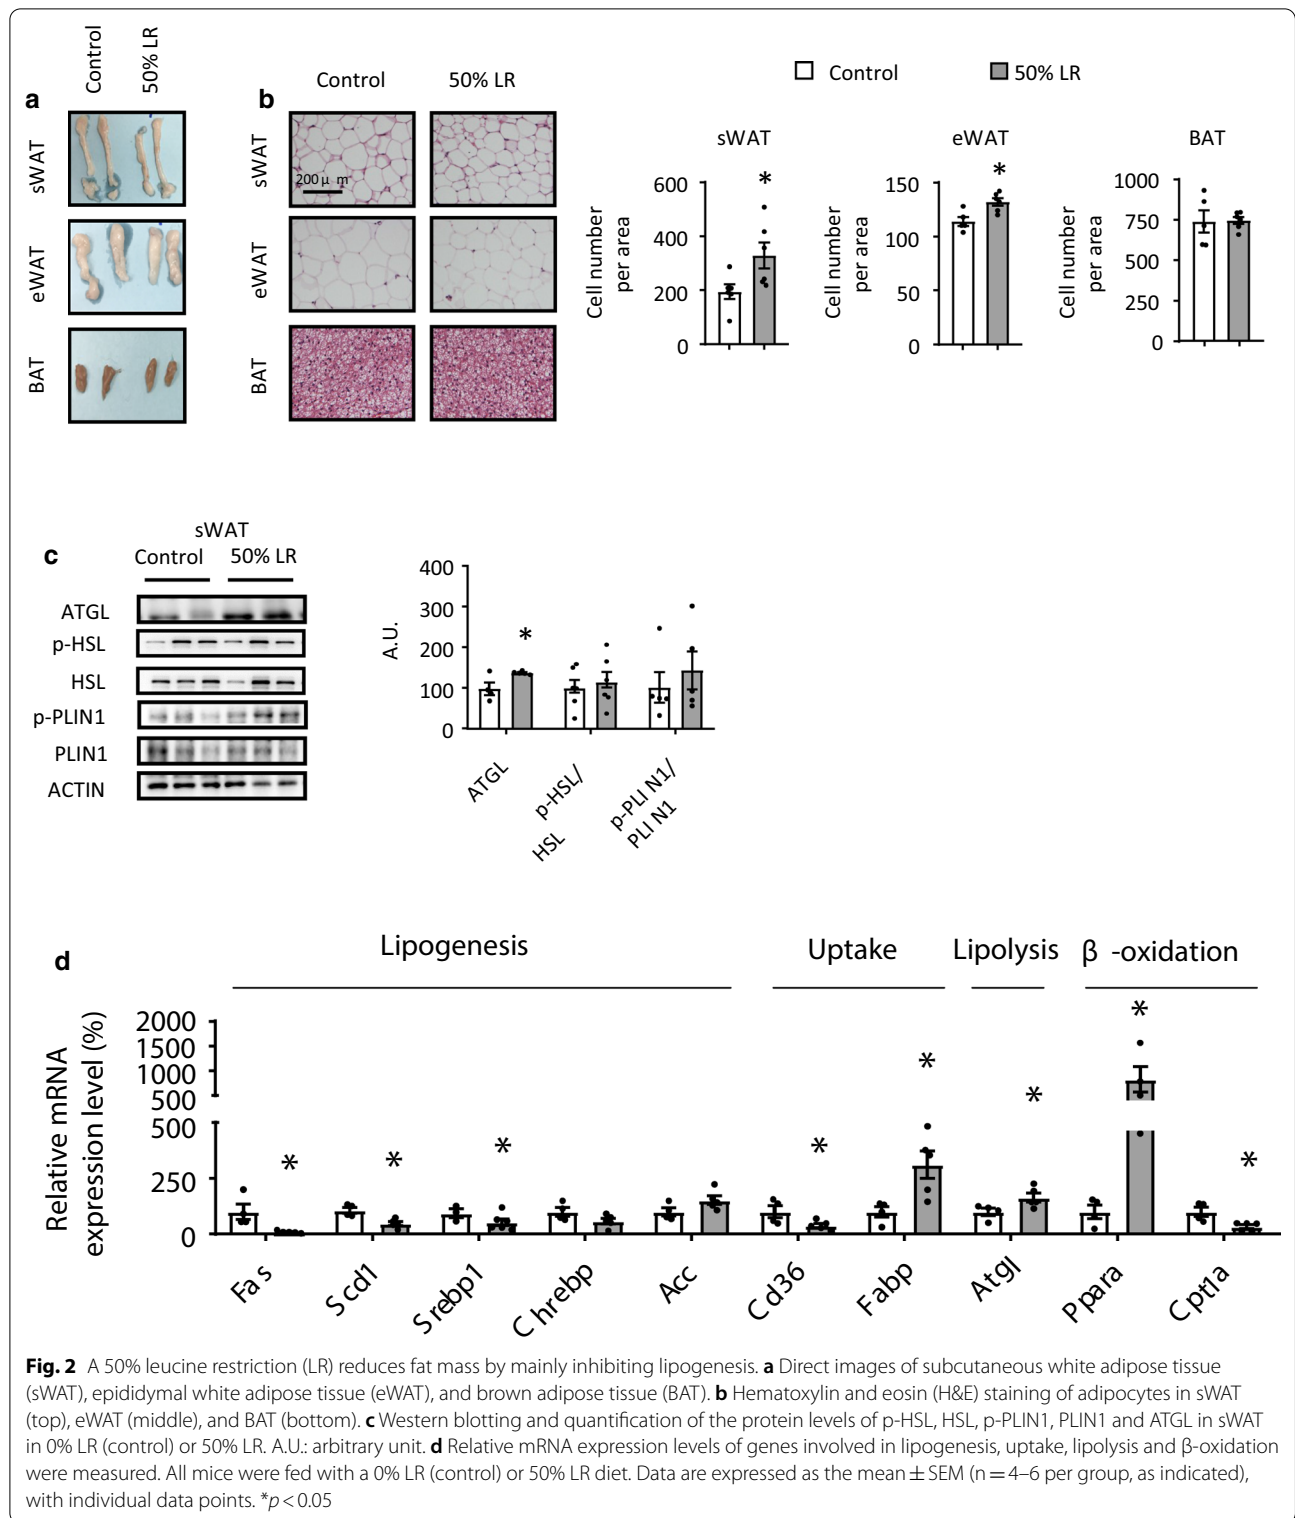 a
Control
50% LR
sWAT
eWAT
BAT
b
Control
50% LR
sWAT
200 μ m
eWAT
BAT
Control
50% LR
sWAT
Cell number
per area
600
400
200
0
*
eWAT
Cell number
per area
150
100
50
0
*
BAT
Cell number
per area
1000
750
500
250
0
c
sWAT
Control
50% LR
ATGL
p-HSL
HSL
p-PLIN1
PLIN1
ACTIN
A.U.
400
300
200
100
0
*
ATGL
p-HSL/
HSL
p-PLI N1/
PLI N1
d
Lipogenesis
Uptake
Lipolysis
β -oxidation
Relative mRNA
expression level (%)
2000
1500
1000
500
500
250
0
*
*
*
*
*
*
*
*
Fas
Scd1
Srebp1
Chrebp
Acc
Cd36
Fabp
Atgl
Ppara
Cpt1a
Fig. 2 A 50% leucine restriction (LR) reduces fat mass by mainly inhibiting lipogenesis. a Direct images of subcutaneous white adipose tissue
(sWAT), epididymal white adipose tissue (eWAT), and brown adipose tissue (BAT). b Hematoxylin and eosin (H&E) staining of adipocytes in sWAT
(top), eWAT (middle), and BAT (bottom). c Western blotting and quantification of the protein levels of p-HSL, HSL, p-PLIN1, PLIN1 and ATGL in sWAT
in 0% LR (control) or 50% LR. A.U.: arbitrary unit. d Relative mRNA expression levels of genes involved in lipogenesis, uptake, lipolysis and β-oxidation
were measured. All mice were fed with a 0% LR (control) or 50% LR diet. Data are expressed as the mean ± SEM (n = 4–6 per group, as indicated),
with individual data points. *p < 0.05